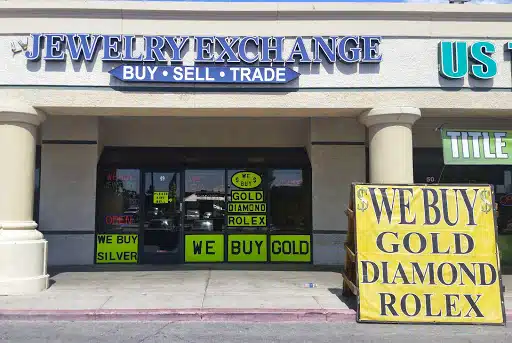 JEWELRY EXCHANGE
BUY • SELL • TRADE
US
TITLE
OPEN
WE BUY
SILVER
$ WE $
BUY
GOLD
DIAMOND
ROLEX
WE BUY GOLD
$WE BUY$
GOLD
DIAMOND
ROLEX